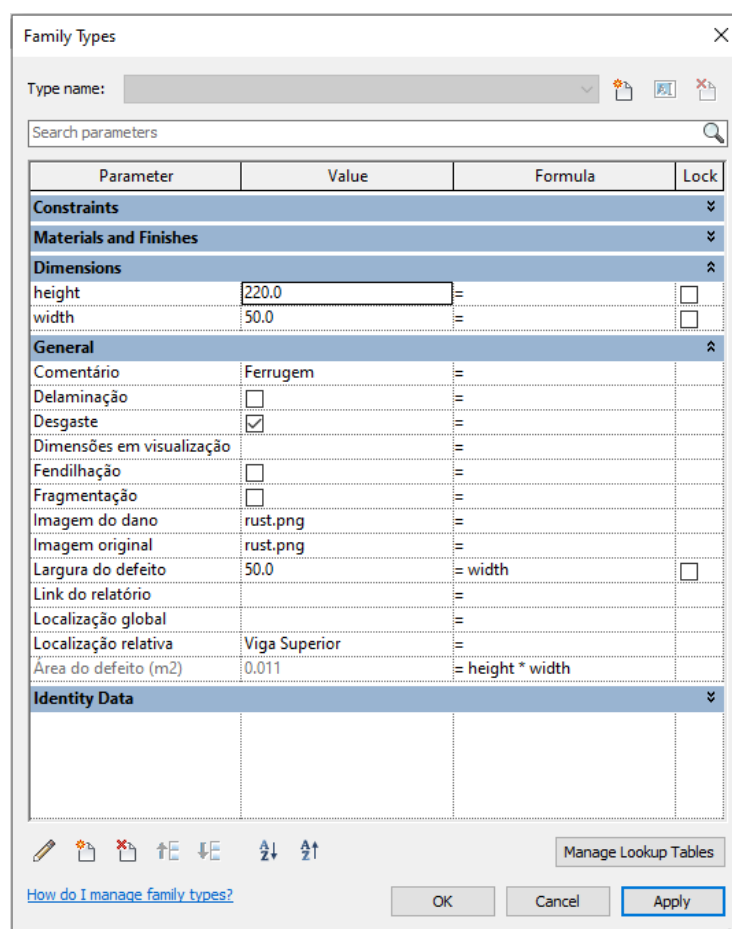 Family Types
Type name:
Search parameters
Parameter Value Formula Lock
Constraints
Materials and Finishes
Dimensions
height 220.0 =
width 50.0 =
General
Comentário Ferrugem =
Delaminação =
Desgaste =
Dimensões em visualização =
Fendilhação =
Fragmentação =
Imagem do dano rust.png =
Imagem original rust.png =
Largura do defeito 50.0 = width
Link do relatório =
Localização global =
Localização relativa Viga Superior =
Área do defeito (m2) 0.011 = height * width
Identity Data
Manage Lookup Tables
How do I manage family types? OK Cancel Apply